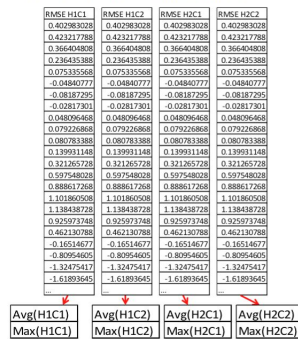 RMSE H1C1 RMSE H1C2 RMSE H2C1 RMSE H2C2
0.402983028 0.402983028 0.402983028 0.402983028
0.423217788 0.423217788 0.423217788 0.423217788
0.366404808 0.366404808 0.366404808 0.366404808
0.236435388 0.236435388 0.236435388 0.236435388
0.075335568 0.075335568 0.075335568 0.075335568
-0.04840777 -0.04840777 -0.04840777 -0.04840777
-0.08187295 -0.08187295 -0.08187295 -0.08187295
-0.02817301 -0.02817301 -0.02817301 -0.02817301
0.048096468 0.048096468 0.048096468 0.048096468
0.079226868 0.079226868 0.079226868 0.079226868
0.080783388 0.080783388 0.080783388 0.080783388
0.139931148 0.139931148 0.139931148 0.139931148
0.321265728 0.321265728 0.321265728 0.321265728
0.597548028 0.597548028 0.597548028 0.597548028
0.888617268 0.888617268 0.888617268 0.888617268
1.101860508 1.101860508 1.101860508 1.101860508
1.138438728 1.138438728 1.138438728 1.138438728
0.925973748 0.925973748 0.925973748 0.925973748
0.462130788 0.462130788 0.462130788 0.462130788
-0.16514677 -0.16514677 -0.16514677 -0.16514677
-0.80954605 -0.80954605 -0.80954605 -0.80954605
-1.32475417 -1.32475417 -1.32475417 -1.32475417
-1.61893645 -1.61893645 -1.61893645 -1.61893645
... ... ... ...
Avg(H1C1) Avg(H1C2) Avg(H2C1) Avg(H2C2)
Max(H1C1) Max(H1C2) Max(H2C1) Max(H2C2)